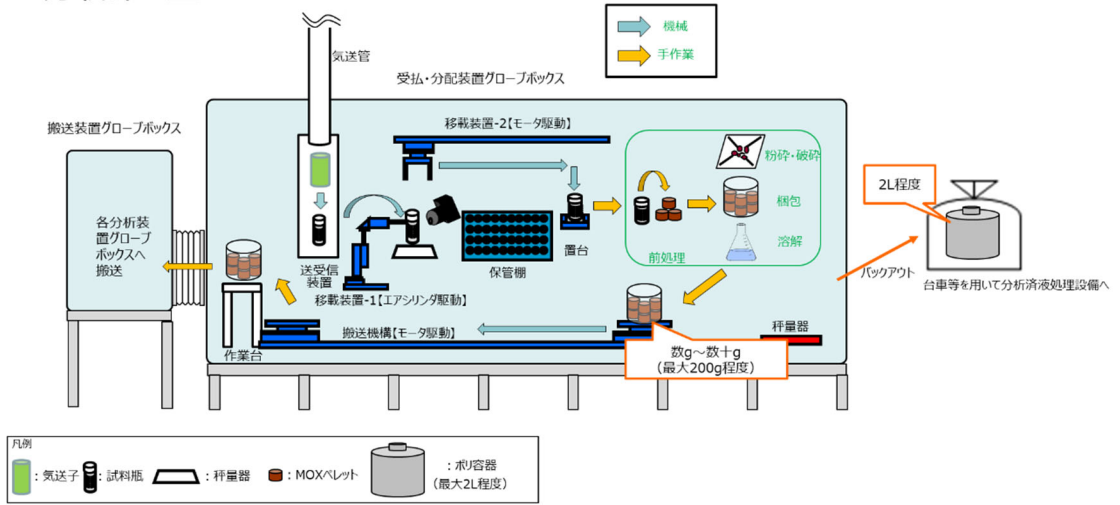 機械
手作業
気送管
受払・分配装置グローブボックス
搬送装置グローブボックス
移載装置-2【モータ駆動】
粉砕・破砕
2L程度
各分析装
置グローブ
ボックスへ
搬送
梱包
溶解
前処理
保管棚
置台
送受信
装置
移載装置-1【エアシリンダ駆動】
バックアウト
台車等を用いて分析済液処理設備へ
搬送機構【モータ駆動】
秤量器
作業台
数g～数十g
（最大200g程度）
凡例
：気送子
：試料瓶
：秤量器
：MOXペレット
：ポリ容器
（最大2L程度）